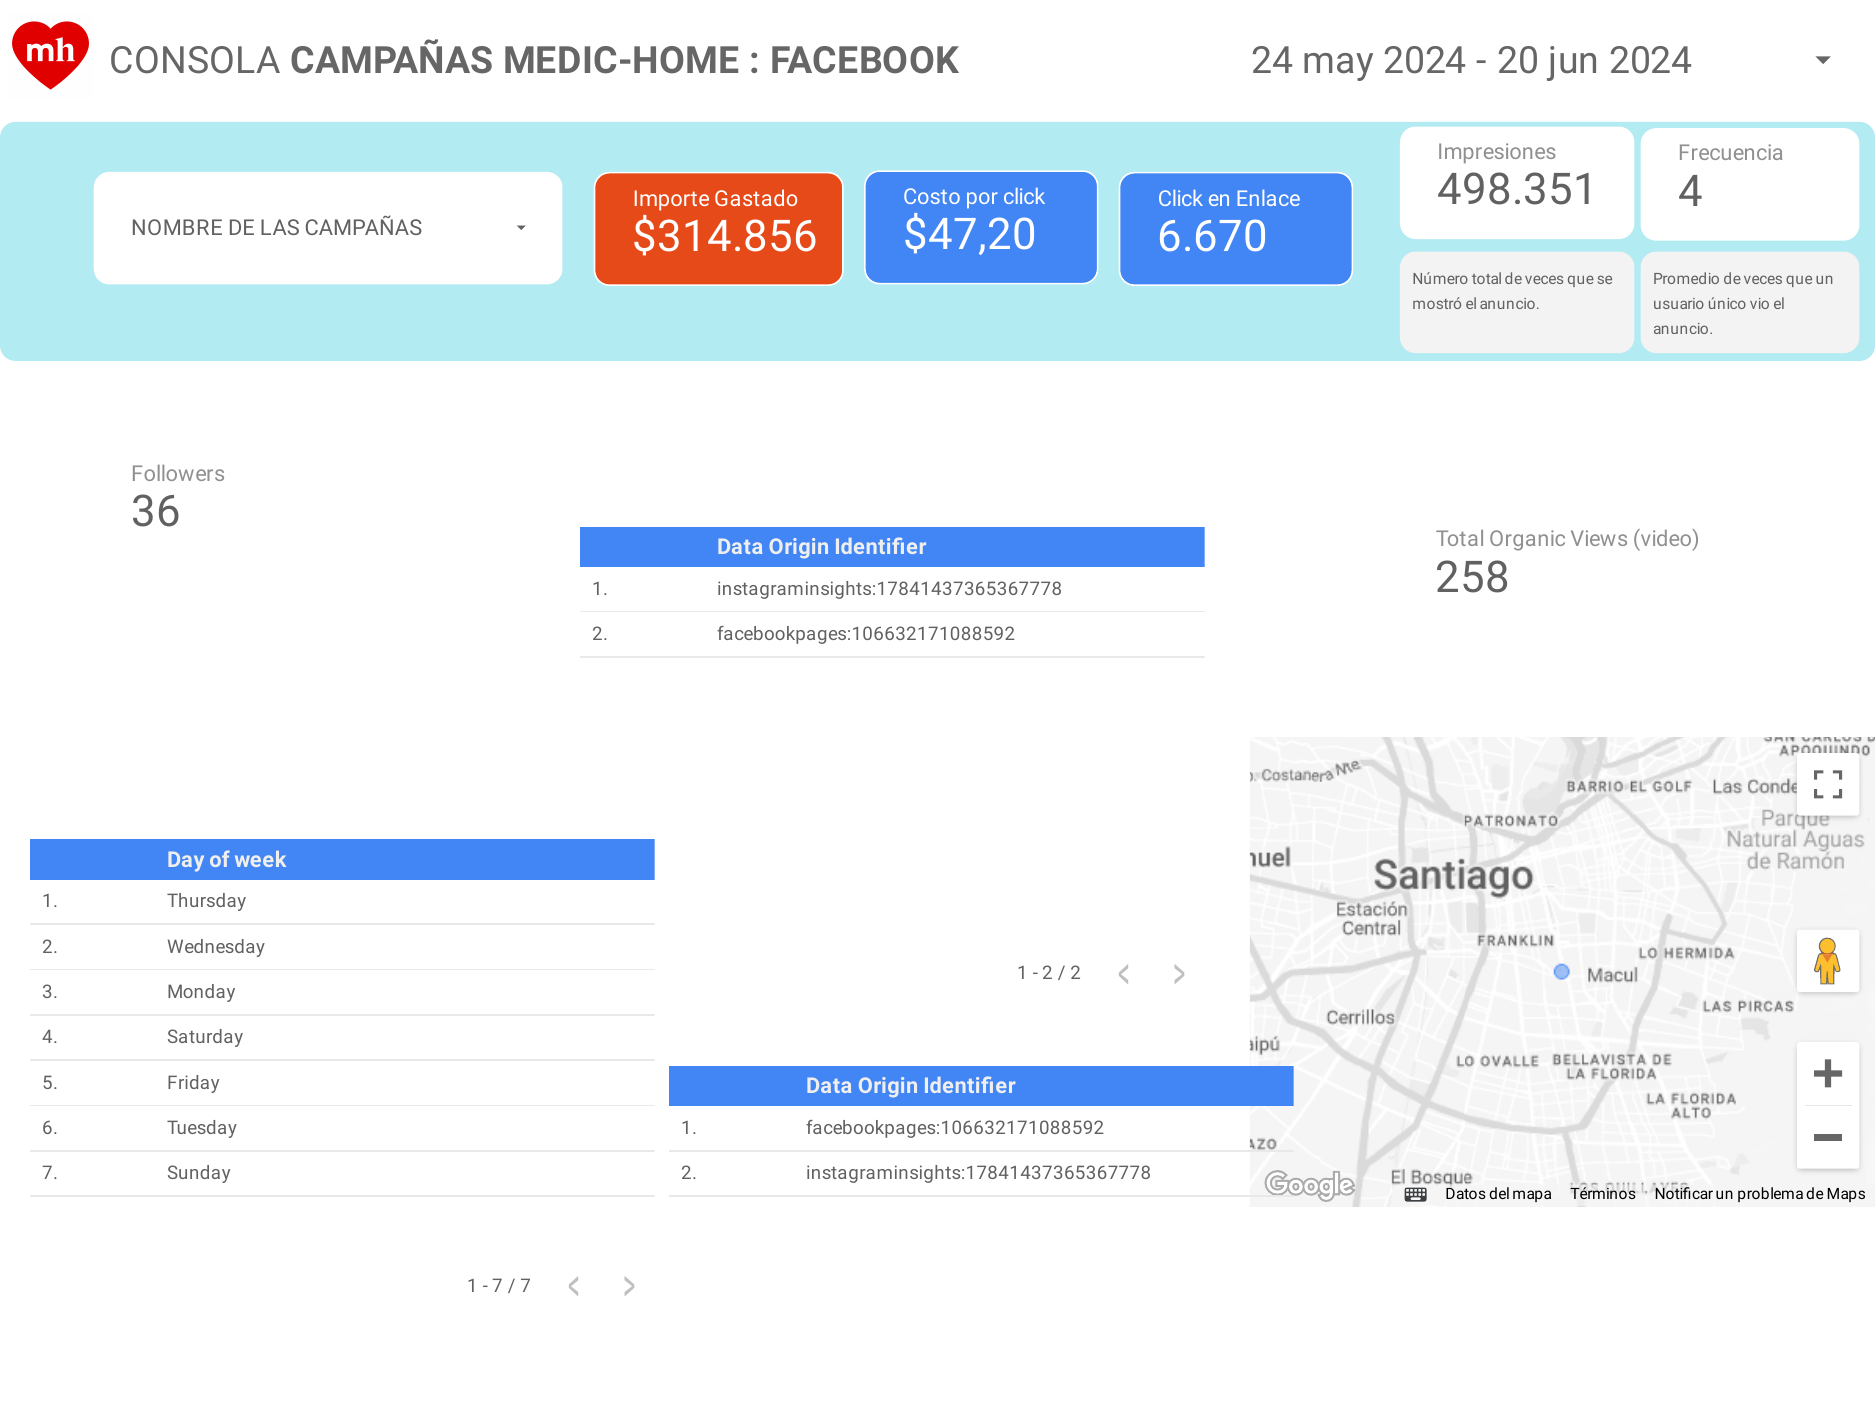 mh
CONSOLA CAMPAÑAS MEDIC-HOME : FACEBOOK
24 may 2024 - 20 jun 2024
NOMBRE DE LAS CAMPAÑAS
Importe Gastado
$314.856
Costo por click
$47,20
Click en Enlace
6.670
Impresiones
498.351
Frecuencia
4
Número total de veces que se
mostró el anuncio.
Promedio de veces que un
usuario único vio el
anuncio.
Followers
36
Data Origin Identifier
1. instagraminsights:17841437365367778
2. facebookpages:106632171088592
1 - 2 / 2
Total Organic Views (video)
258
Day of week
1. Thursday
2. Wednesday
3. Monday
4. Saturday
5. Friday
6. Tuesday
7. Sunday
1 - 7 / 7
Data Origin Identifier
1. facebookpages:106632171088592
2. instagraminsights:17841437365367778
APOQUINDO
Costanera Nte.
BARRIO EL GOLF
Las Conde
PATRONATO
Parque
Natural Aguas
de Ramón
nuel
Santiago
Estación
Central
FRANKLIN
LO HERMIDA
Macul
LAS PIRCAS
Cerrillos
aipú
LO OVALLE
BELLAVISTA DE
LA FLORIDA
LA FLORIDA
ALTO
AZO
El Bosque
Google
Datos del mapa
Términos
Notificar un problema de Maps